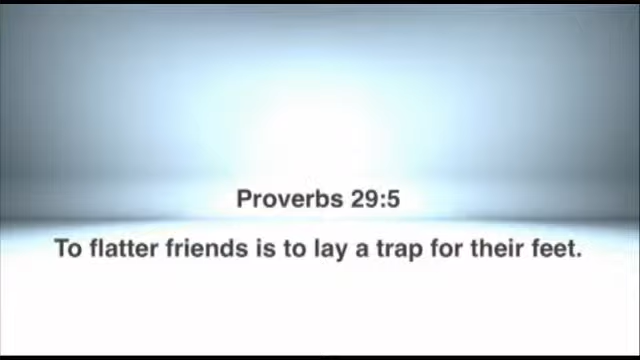 Proverbs 29:5
To flatter friends is to lay a trap for their feet.